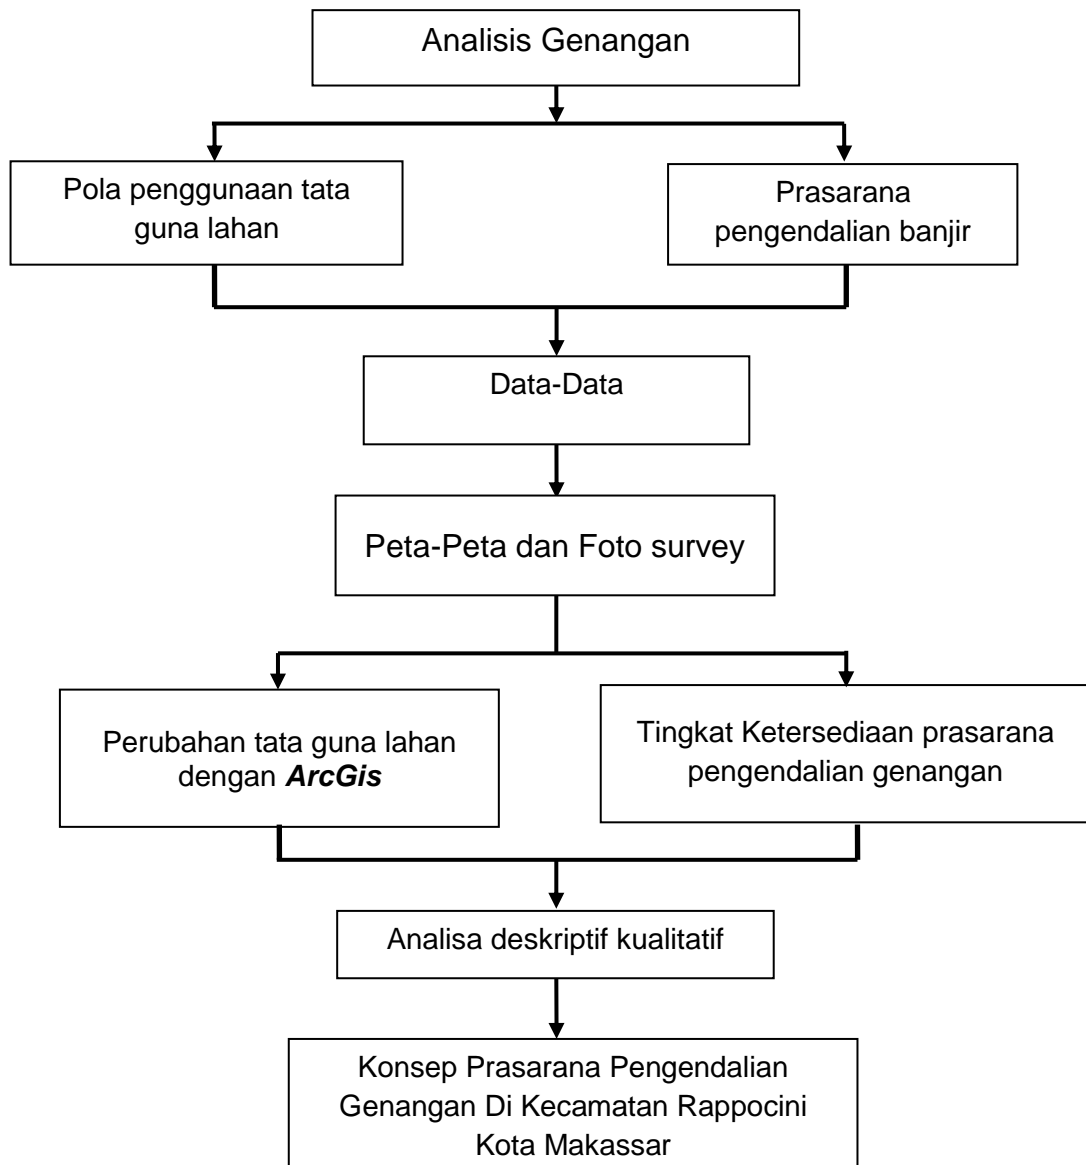 Analisis Genangan
Pola penggunaan tata
guna lahan
Prasarana
pengendalian banjir
Data-Data
Peta-Peta dan Foto survey
Perubahan tata guna lahan
dengan ArcGis
Tingkat Ketersediaan prasarana
pengendalian genangan
Analisa deskriptif kualitatif
Konsep Prasarana Pengendalian
Genangan Di Kecamatan Rappocini
Kota Makassar